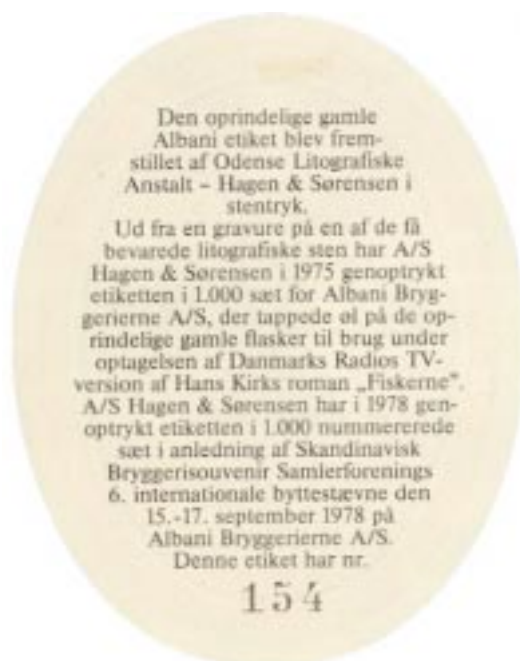 Den oprindelige gamle
Albani etiket blev frem-
stillet af Odense Litografiske
Anstalt – Hagen & Sørensen i
stentryk.
Ud fra en gravure på en af de få
bevarede litografiske sten har A/S
Hagen & Sørensen i 1975 genoptrykt
etiketten i 1.000 sæt for Albani Bryg-
gerierne A/S, der tappede øl på de op-
rindelige gamle flasker til brug under
optagelsen af Danmarks Radios TV-
version af Hans Kirks roman „Fiskerne”.
A/S Hagen & Sørensen har i 1978 gen-
optrykt etiketten i 1.000 nummererede
sæt i anledning af Skandinavisk
Bryggerisouvenir Samlerforenings
6. internationale byttestævne den
15.-17. september 1978 på
Albani Bryggerierne A/S.
Denne etiket har nr.
154